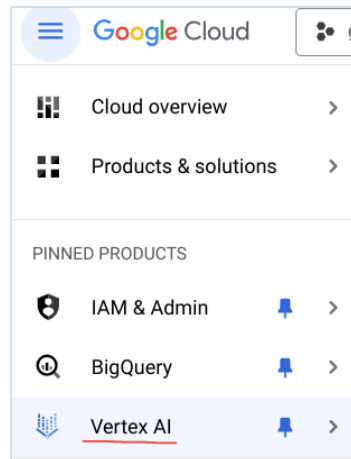 Google Cloud
Cloud overview
Products & solutions
PINNED PRODUCTS
IAM & Admin
BigQuery
Vertex AI